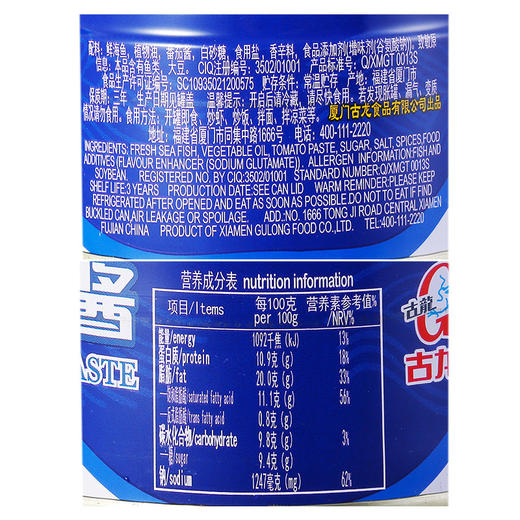 配料：鲜海鱼，植物油，番茄酱，白砂糖，食用盐，香辛料，食品添加剂(增味剂(谷氨酸钠))，致敏原
信息：本品含有鱼类、大豆。CIQ注册编号：3502/01001 产品标准号：Q/XMGT 0013S
食品生产许可证编号：SC10935021200575 贮存条件：常温贮存 产地：福建省厦门市
保质期：三年 生产日期见罐盖 温馨提示：开启后请冷藏，请尽快食用。若发现胀罐、漏气、变质
情况请勿食用。食用方法：开罐即食、炒虾、炒饭、拌面、拌凉菜等。
厦门古龙食品有限公司出品
地址：福建省厦门市同集中路1666号 电话：400-111-2220
INGREDIENTS: FRESH SEA FISH, VEGETABLE OIL, TOMATO PASTE, SUGAR, SALT, SPICES, FOOD
ADDITIVES (FLAVOUR ENHANCER (SODIUM GLUTAMATE)), ALLERGEN INFORMATION:FISH AND
SOYBEAN. REGISTERED NO. BY CIQ:3502/01001 STANDARD NUMBER:Q/XMGT 0013S
SHELF LIFE:3 YEARS PRODUCTION DATE:SEE CAN LID WARM REMINDER:PLEASE KEEP
REFRIGERATED AFTER OPENED AND EAT AS SOON AS POSSIBLE.DO NOT TO EAT IF FIND
BUCKLED CAN,AIR LEAKAGE OR SPOILAGE. ADD.:NO. 1666 TONG JI ROAD CENTRAL XIAMEN
FUJIAN CHINA PRODUCT OF XIAMEN GULONG FOOD CO.,LTD. TEL:400-111-2220
酱
ASTE
古龍
古龙
营养成分表 nutrition information
项目/Items 每100克 per 100g 营养素参考值%/NRV%
能量/energy 1092千焦 (kJ) 13%
蛋白质/protein 10.9克(g) 18%
脂肪/fat 20.0克(g) 33%
—饱和脂肪酸/saturated fatty acid 11.1克(g) 56%
—反式脂肪酸/trans fatty acid 0.8克(g)
碳水化合物/carbohydrate 9.8克(g) 3%
—糖/sugar 9.4克(g)
钠/sodium 1247毫克(mg) 62%